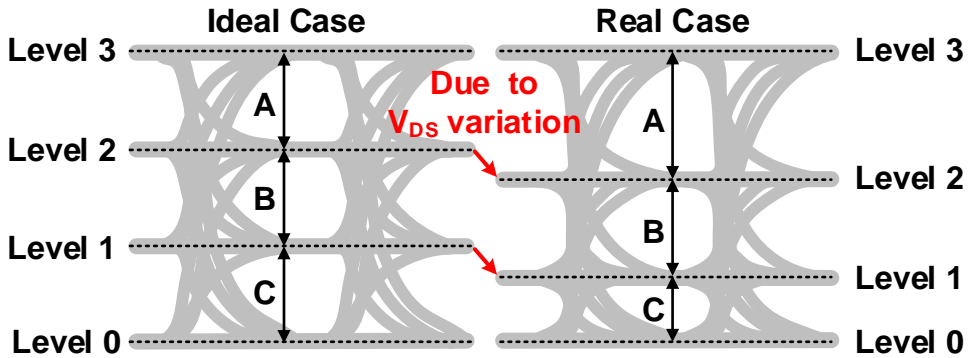 Ideal Case
Real Case
Level 3
Level 2
Level 1
Level 0
A
B
C
Due to
VDS variation
A
B
C
Level 3
Level 2
Level 1
Level 0